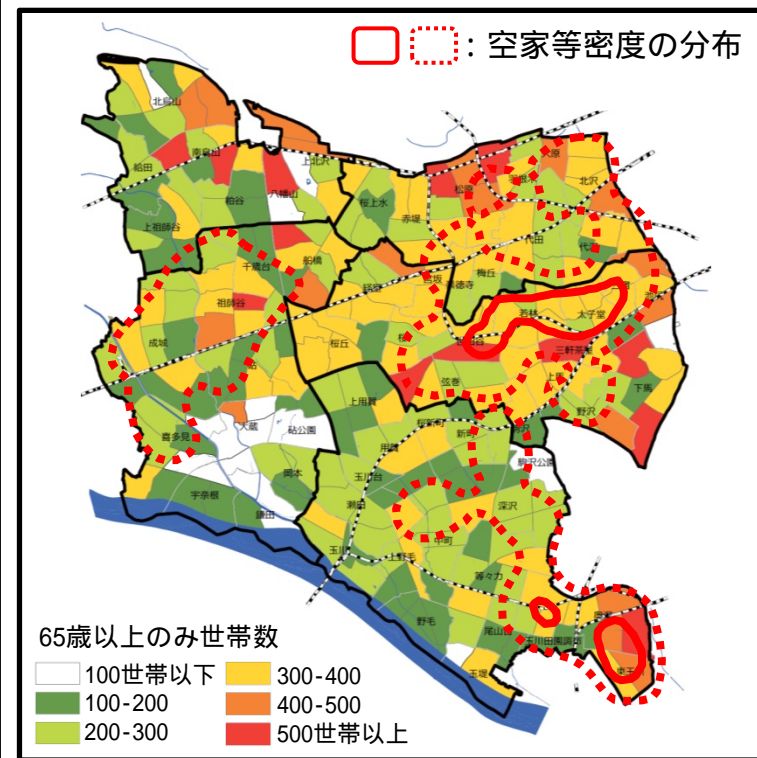 ：空家等密度の分布
北烏山
給田
南烏山
上北沢
八幡山
粕谷
上祖師谷
桜上水
松原
赤堤
大原
北沢
代田
梅丘
豪徳寺
宮坂
経堂
船橋
千歳台
祖師谷
成城
砧
桜丘
若林
太子堂
三軒茶屋
弦巻
上馬
下馬
野沢
上用賀
桜新町
新町
用賀
駒沢公園
大蔵
砧公園
喜多見
岡本
宇奈根
鎌田
玉川台
瀬田
深沢
中町
玉川
上野毛
等々力
野毛
尾山台
玉川田園調布
玉堤
65歳以上のみ世帯数
100世帯以下
100-200
200-300
300-400
400-500
500世帯以上